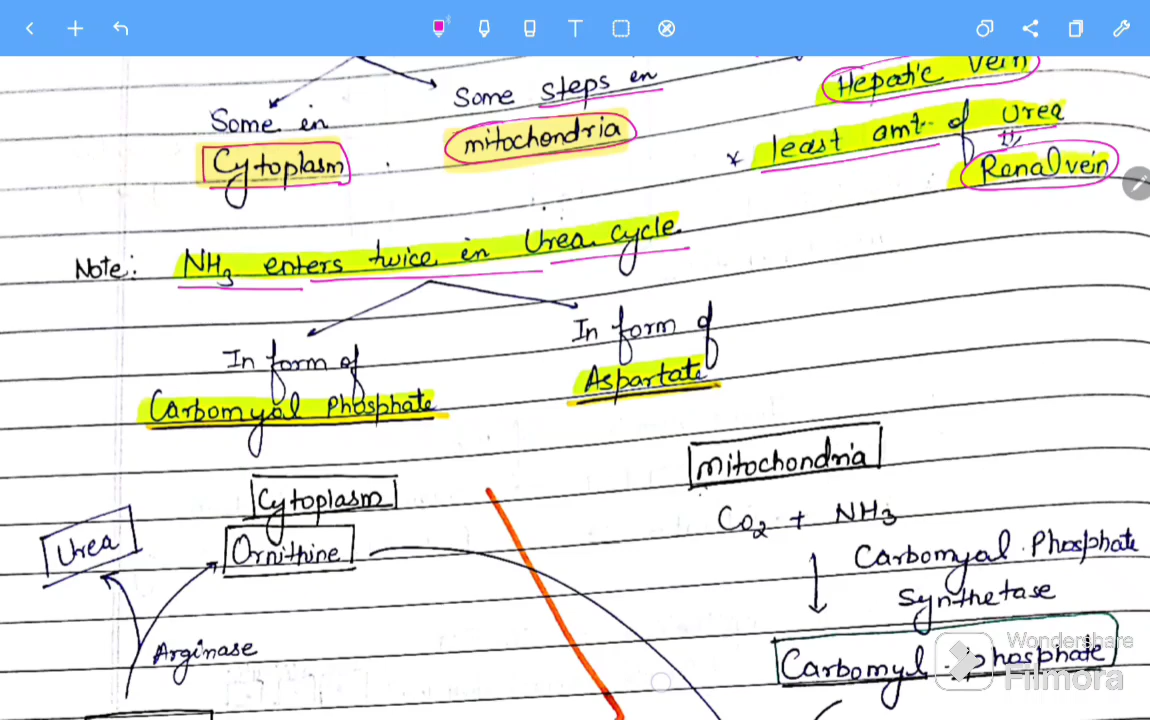 Hepatic Vein
Some steps in
Some in
mitochondria
Cytoplasm
* least amt. of Urea
Renal vein
Note: NH3 enters twice in Urea cycle
In form of
Aspartate
In form of
Carbomyal Phosphate
mitochondria
Cytoplasm
CO2 + NH3
Urea
Ornithine
Carbomyal Phosphate
Synthetase
Arginase
Carbomyl phosphate
Wondershare
Filmora